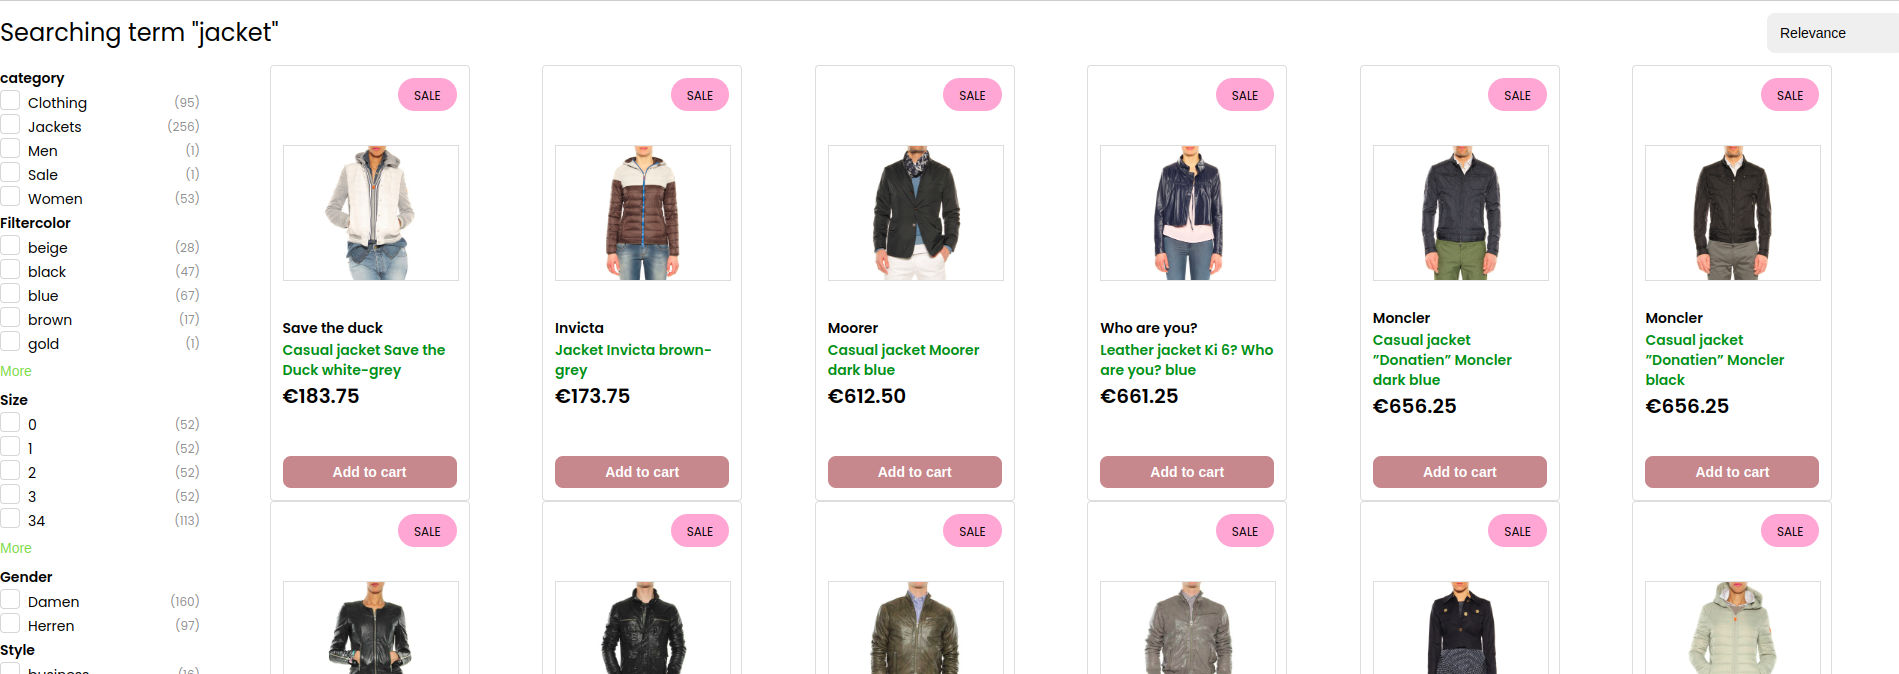 Searching term "jacket"
Relevance
category
Clothing (95)
Jackets (256)
Men (1)
Sale (1)
Women (53)
Filtercolor
beige (28)
black (47)
blue (67)
brown (17)
gold (1)
More
Size
0 (52)
1 (52)
2 (52)
3 (52)
34 (113)
More
Gender
Damen (160)
Herren (97)
Style
business (16)
SALE
Save the duck
Casual jacket Save the
Duck white-grey
€183.75
Add to cart
SALE
Invicta
Jacket Invicta brown-
grey
€173.75
Add to cart
SALE
Moorer
Casual jacket Moorer
dark blue
€612.50
Add to cart
SALE
Who are you?
Leather jacket Ki 6? Who
are you? blue
€661.25
Add to cart
SALE
Moncler
Casual jacket
”Donatien” Moncler
dark blue
€656.25
Add to cart
SALE
Moncler
Casual jacket
”Donatien” Moncler
black
€656.25
Add to cart
SALE
SALE
SALE
SALE
SALE
SALE